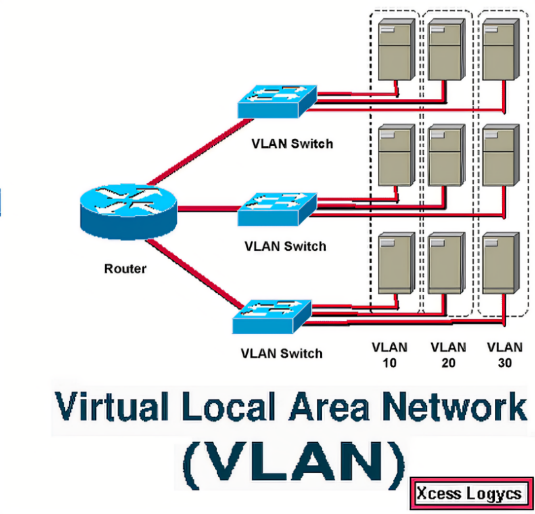 VLAN Switch
VLAN Switch
Router
VLAN Switch
VLAN VLAN VLAN
10 20 30
Virtual Local Area Network
(VLAN)
Xcess Logycs